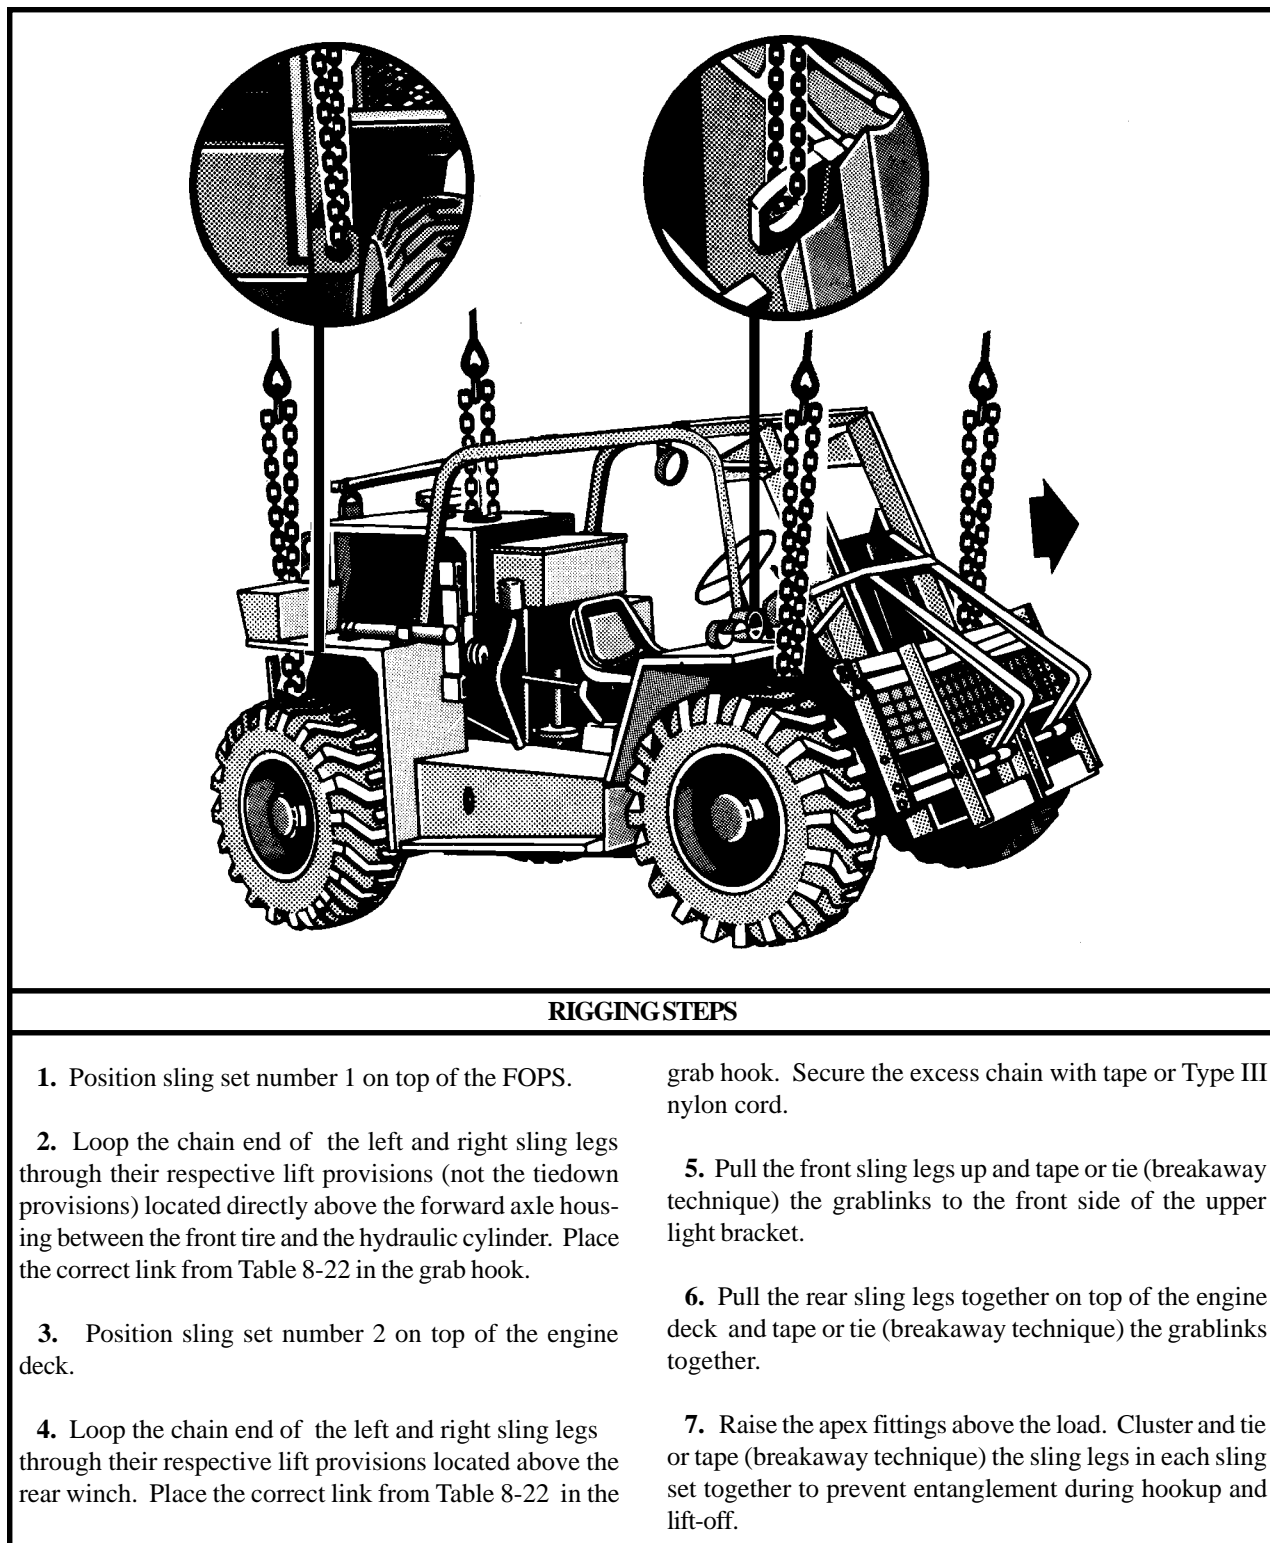 RIGGING STEPS
1. Position sling set number 1 on top of the FOPS.
2. Loop the chain end of the left and right sling legs
through their respective lift provisions (not the tiedown
provisions) located directly above the forward axle hous-
ing between the front tire and the hydraulic cylinder. Place
the correct link from Table 8-22 in the grab hook.
3. Position sling set number 2 on top of the engine
deck.
4. Loop the chain end of the left and right sling legs
through their respective lift provisions located above the
rear winch. Place the correct link from Table 8-22 in the
grab hook. Secure the excess chain with tape or Type III
nylon cord.
5. Pull the front sling legs up and tape or tie (breakaway
technique) the grablinks to the front side of the upper
light bracket.
6. Pull the rear sling legs together on top of the engine
deck and tape or tie (breakaway technique) the grablinks
together.
7. Raise the apex fittings above the load. Cluster and tie
or tape (breakaway technique) the sling legs in each sling
set together to prevent entanglement during hookup and
lift-off.